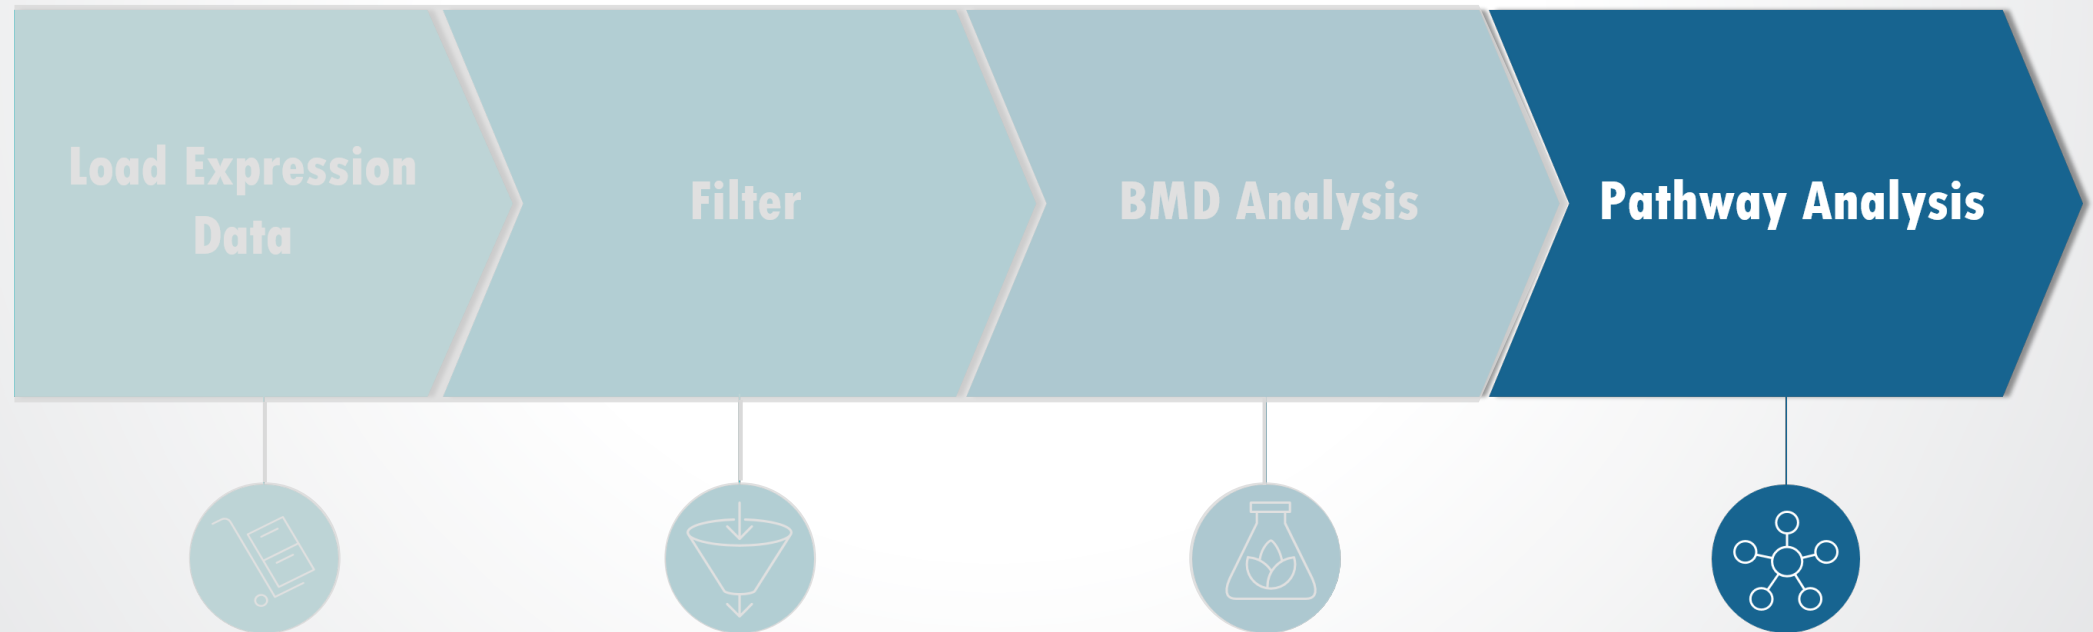 Load Expression
Data
Filter
BMD Analysis
Pathway Analysis